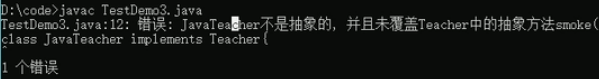 D:\code>javac TestDemo3.java
TestDemo3.java:12: 错误: JavaTeacher不是抽象的, 并且未覆盖Teacher中的抽象方法smoke(
class JavaTeacher implements Teacher{
^
1 个错误